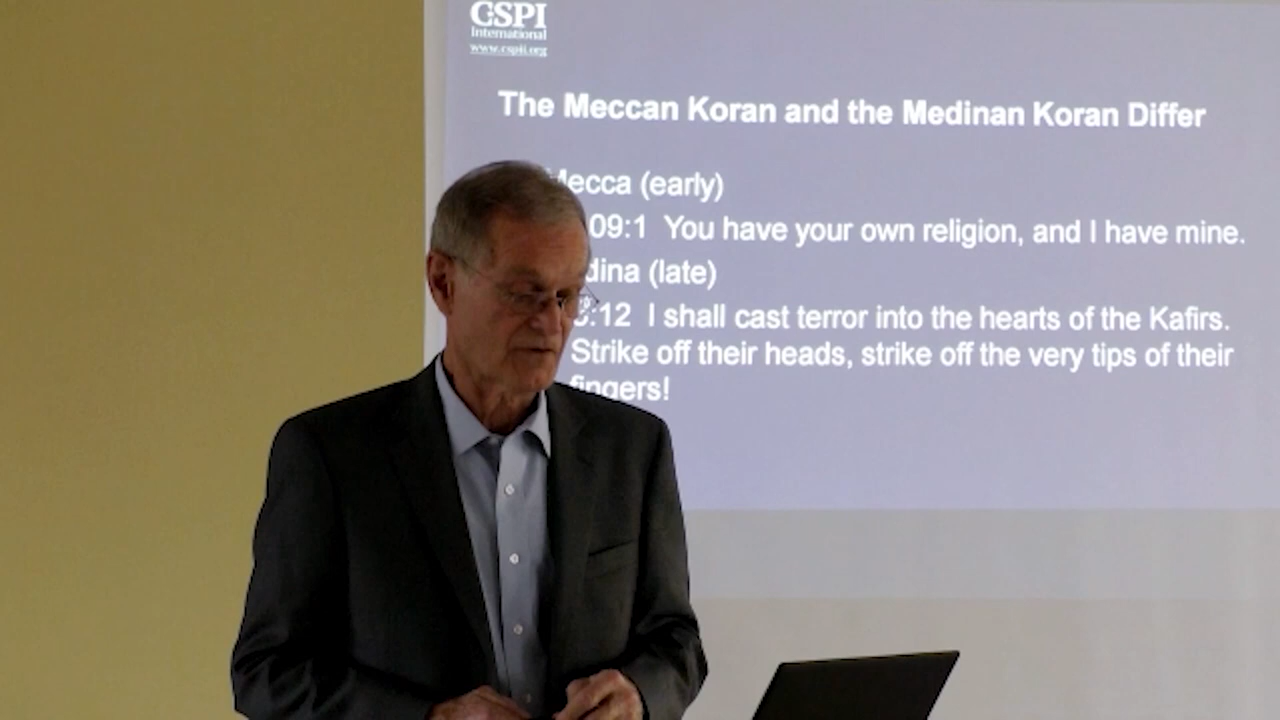 CSPI
International
www.cspii.org
The Meccan Koran and the Medinan Koran Differ
Mecca (early)
09:1 You have your own religion, and I have mine.
dina (late)
:12 I shall cast terror into the hearts of the Kafirs.
Strike off their heads, strike off the very tips of their
fingers!